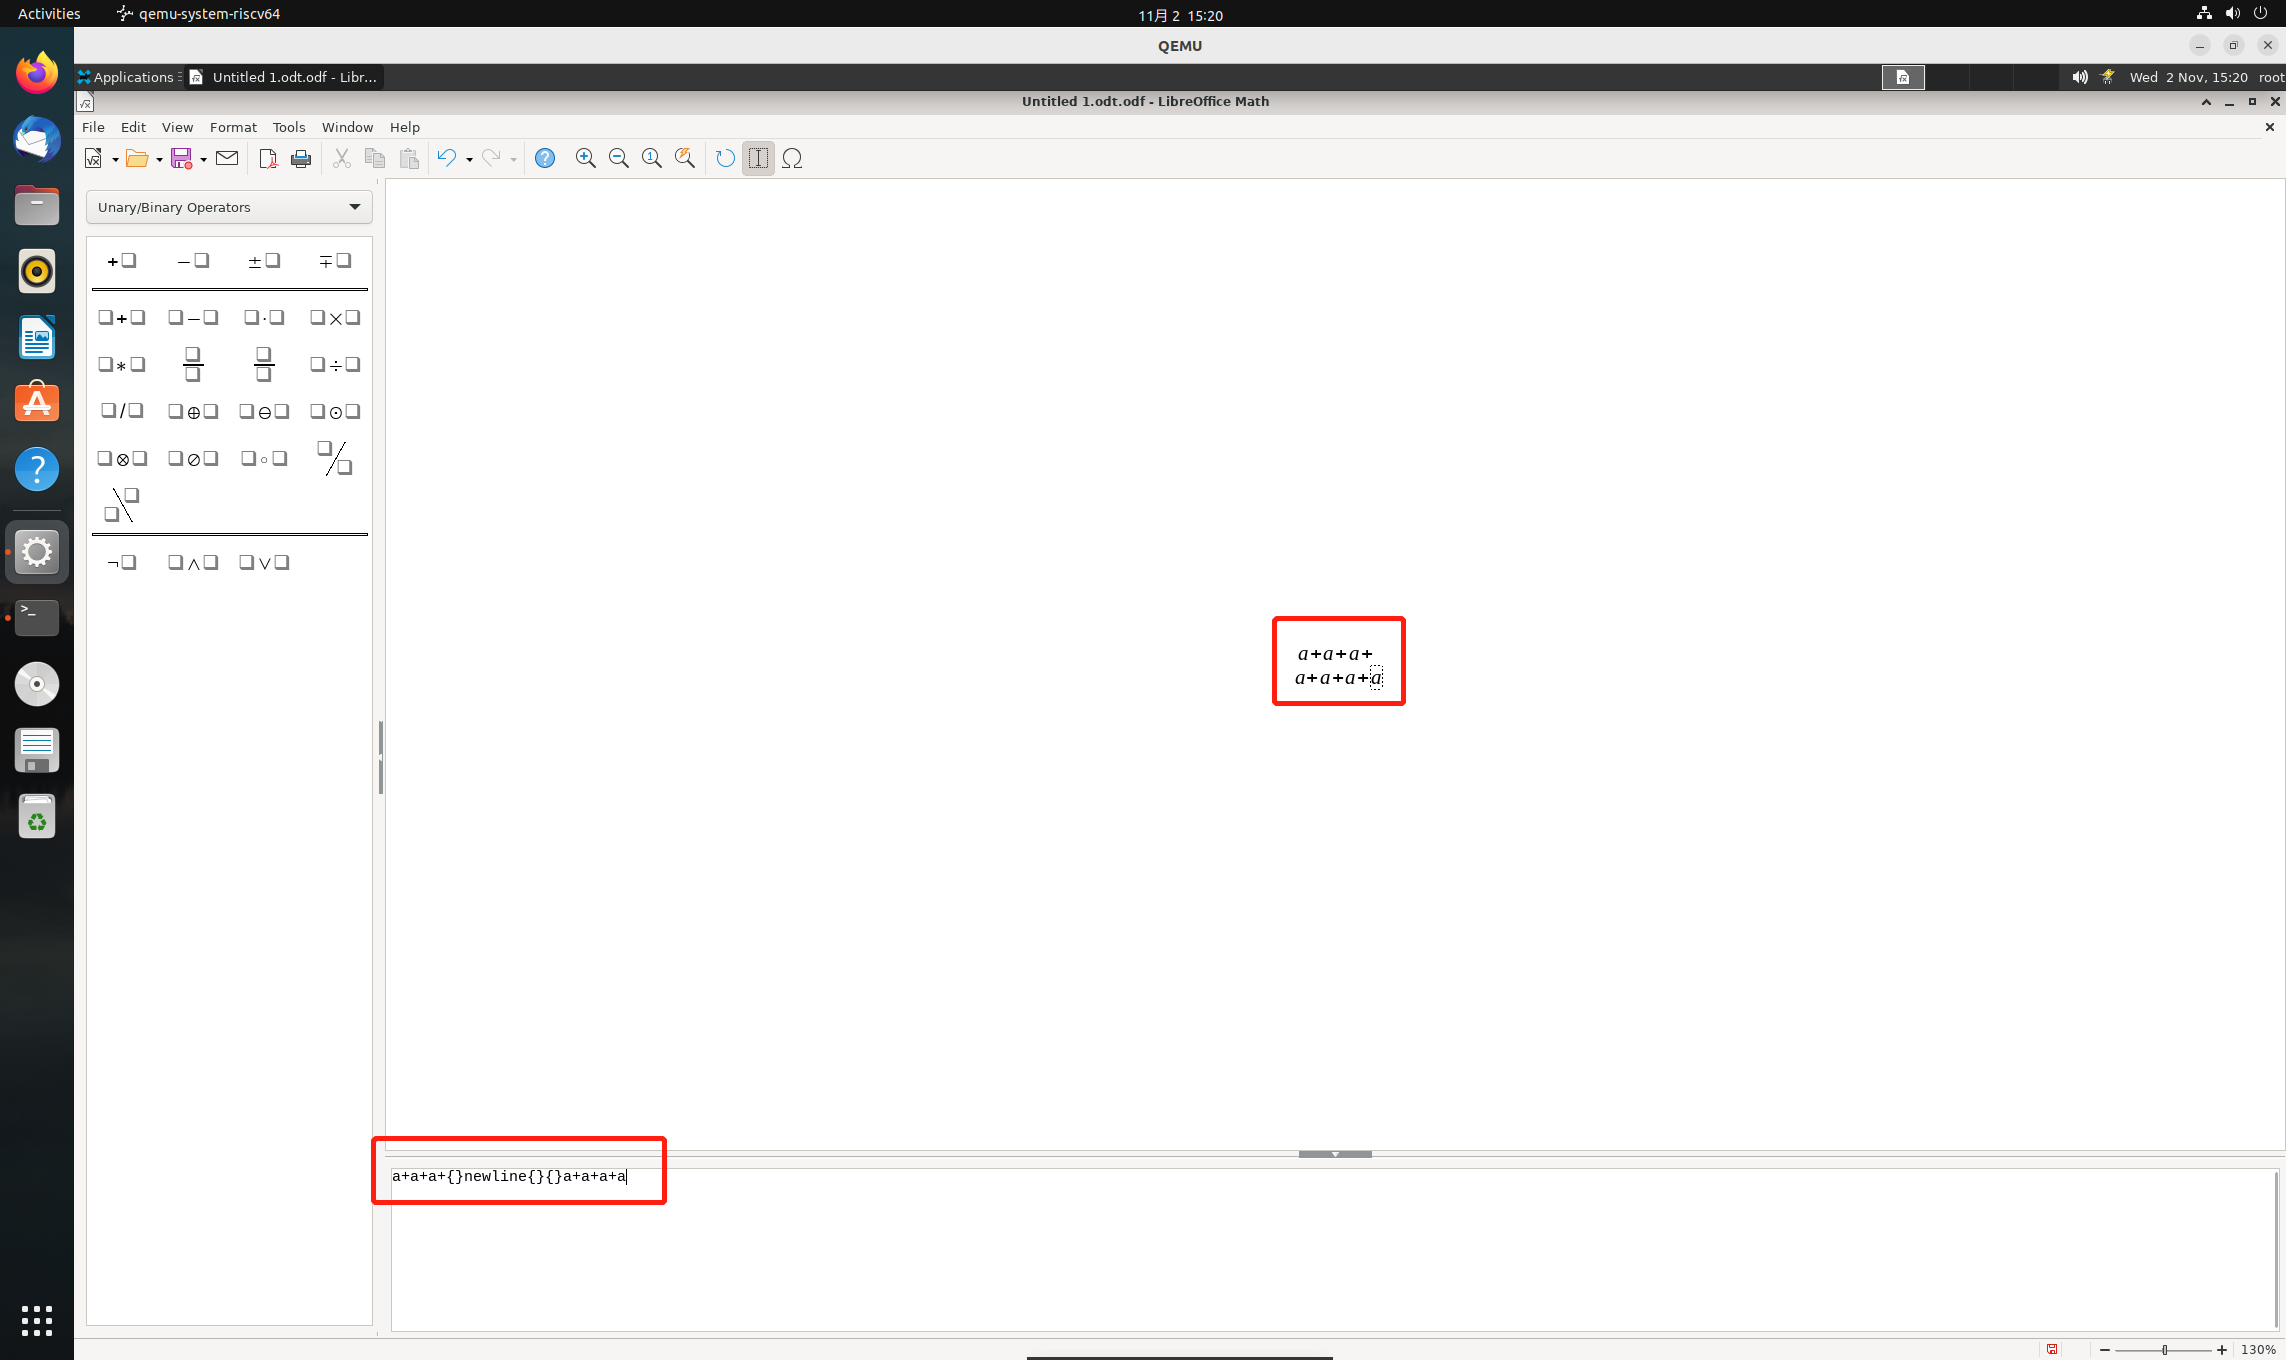 Activities
qemu-system-riscv64
11月 2 15:20
QEMU
Applications
Untitled 1.odt.odf - Libr...
Wed 2 Nov, 15:20
root
Untitled 1.odt.odf - LibreOffice Math
File Edit View Format Tools Window Help
Unary/Binary Operators
+❏ −❏ ±❏ ∓❏
❏+❏ ❏−❏ ❏·❏ ❏×❏
❏∗❏ ❏/❏ ❏/❏ ❏÷❏
❏/❏ ❏⊕❏ ❏⊖❏ ❏⊙❏
❏⊗❏ ❏⊘❏ ❏∘❏ ❏/❏
❏\❏
¬❏ ❏∧❏ ❏∨❏
a+a+a+
a+a+a+a
a+a+a+{}newline{}{}a+a+a+a
130%